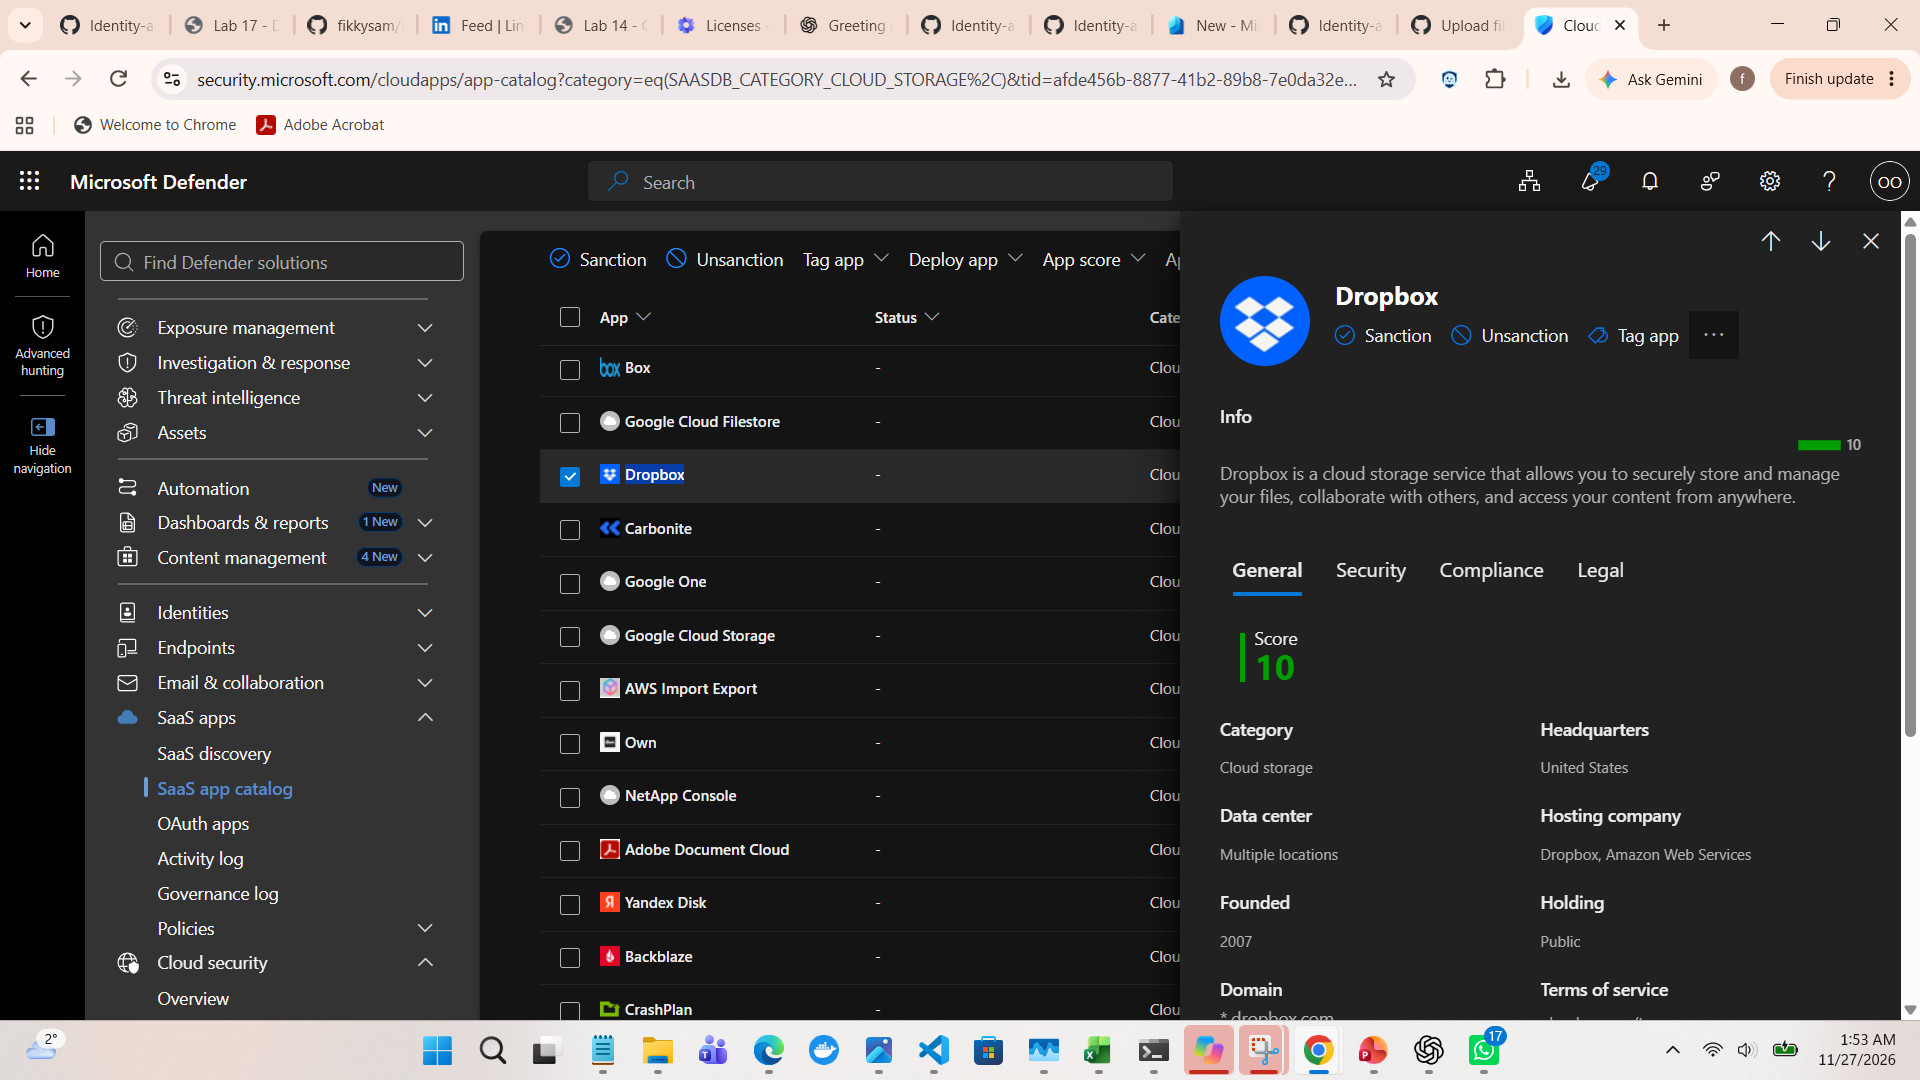 Identity-a
Lab 17 - D
fikkysam/
Feed | Lin
Lab 14 - C
Licenses -
Greeting
Identity-a
Identity-a
New - Mi
Identity-a
Upload fil
Cloud
security.microsoft.com/cloudapps/app-catalog?category=eq(SAASDB_CATEGORY_CLOUD_STORAGE%2C)&tid=afde456b-8877-41b2-89b8-7e0da32e...
Ask Gemini
f
Finish update
Welcome to Chrome
Adobe Acrobat
Microsoft Defender
Search
29
OO
Home
Advanced hunting
Hide navigation
Find Defender solutions
Exposure management
Investigation & response
Threat intelligence
Assets
Automation New
Dashboards & reports 1 New
Content management 4 New
Identities
Endpoints
Email & collaboration
SaaS apps
SaaS discovery
SaaS app catalog
OAuth apps
Activity log
Governance log
Policies
Cloud security
Overview
Sanction Unsanction Tag app Deploy app App score Ap
App Status Cate
Box - Clou
Google Cloud Filestore - Clou
Dropbox - Clou
Carbonite - Clou
Google One - Clou
Google Cloud Storage - Clou
AWS Import Export - Clou
Own - Clou
NetApp Console - Clou
Adobe Document Cloud - Clou
Yandex Disk - Clou
Backblaze - Clou
CrashPlan - Clou
Dropbox
Sanction Unsanction Tag app ...
Info
10
Dropbox is a cloud storage service that allows you to securely store and manage
your files, collaborate with others, and access your content from anywhere.
General Security Compliance Legal
Score
10
Category Headquarters
Cloud storage United States
Data center Hosting company
Multiple locations Dropbox, Amazon Web Services
Founded Holding
2007 Public
Domain Terms of service
*.dropbox.com
2°
17
1:53 AM
11/27/2026